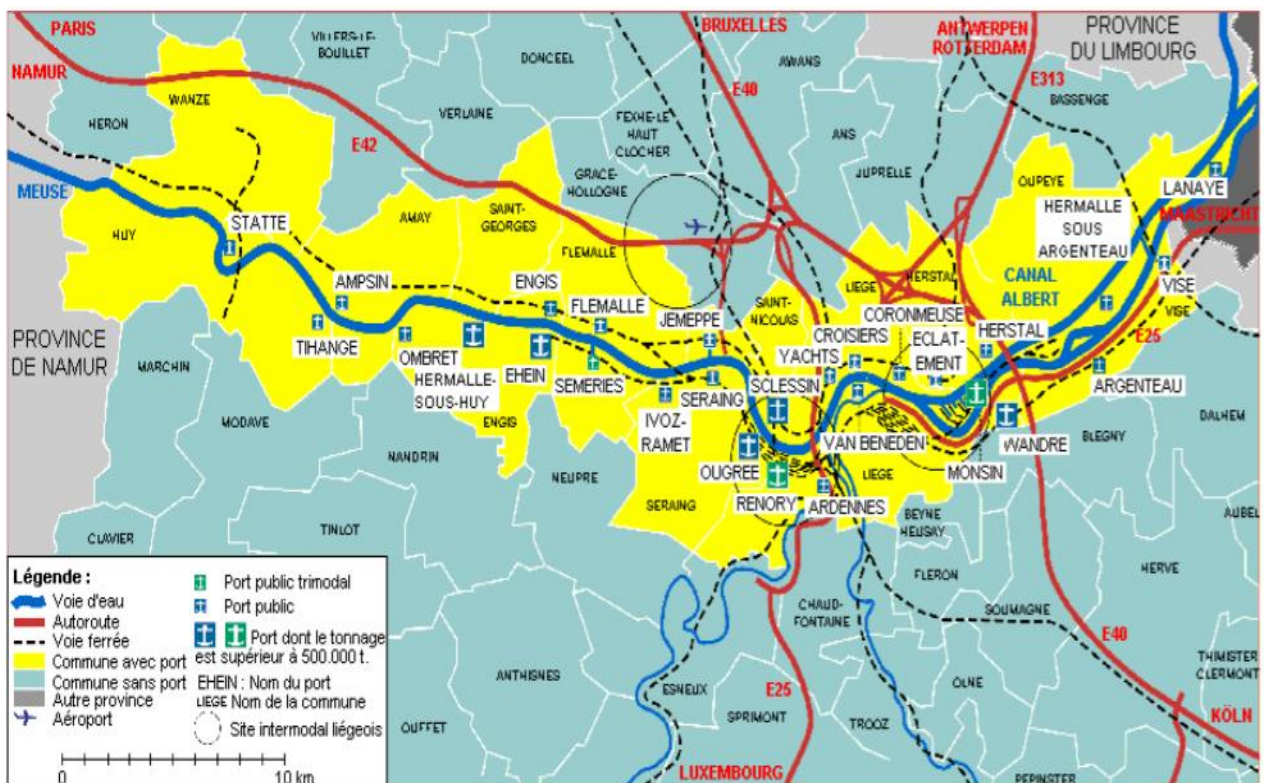 PARIS
NAMUR
VILLERS-LE-
BOUILLET
DONCEEL
BRUXELLES
AWANS
ANTWERPEN
ROTTERDAM
PROVINCE
DU LIMBOURG
WANZE
HERON
VERLAINE
E42
FEXHE-LE
HAUT
CLOCHER
E40
ANS
E313
BASSENGE
MEUSE
STATTE
HUY
AMAY
SAINT-
GEORGES
GRACE-
HOLLOGNE
FLEMALLE
JUPRELLE
OUPEYE
LANAYE
HERMALLE
SOUS
ARGENTEAU
MAASTRICHT
AMPSIN
ENGIS
FLEMALLE
JEMEPPE
SAINT-
NICOLAS
LIEGE
HERSTAL
CANAL
ALBERT
VISE
VISE
PROVINCE
DE NAMUR
TIHANGE
OMBRET
HERMALLE-
SOUS-HUY
EHEIN
SEMERIES
CROISIERS
YACHTS
CORONMEUSE
ECLAT-
EMENT
HERSTAL
E25
ARGENTEAU
MARCHIN
MODAVE
ENGIS
IVOZ-
RAMET
SERAING
SCLESSIN
VAN BENEDEN
WANDRE
MONSIN
BLEGNY
DALHEM
NANDRIN
NEUPRE
SERAING
OUGREE
RENORY
ARDENNES
LIEGE
BEYNE
HEUSAY
AUBEL
CLAVIER
TINLOT
FLERON
HERVE
CHAUD-
FONTAINE
SOUMAGNE
E40
THIMISTER
CLERMONT
ANTHISNES
OUFFET
ESNEUX
E25
SPRIMONT
TROOZ
OLNE
KÖLN
LUXEMBOURG
PEPINSTER
Légende :
Voie d'eau
Autoroute
Voie ferrée
Commune avec port
Commune sans port
Autre province
Aéroport
Port public trimodal
Port public
Port dont le tonnage
est supérieur à 500.000 t.
EHEIN : Nom du port
LIEGE Nom de la commune
Site intermodal liégeois
0 10 km